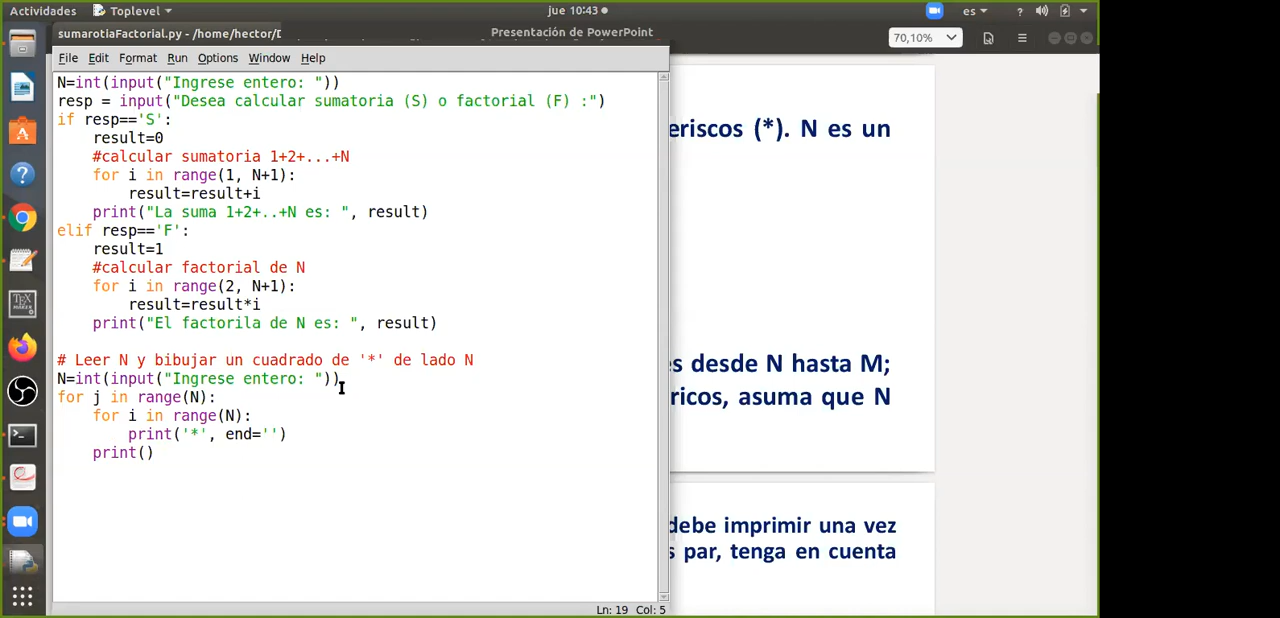 Actividades Toplevel jue 10:43 es ?
sumarotiaFactorial.py - /home/hector/D
Presentación de PowerPoint
70,10%
File Edit Format Run Options Window Help
N=int(input("Ingrese entero: "))
resp = input("Desea calcular sumatoria (S) o factorial (F) :")
if resp=='S':
    result=0
    #calcular sumatoria 1+2+...+N
    for i in range(1, N+1):
        result=result+i
    print("La suma 1+2+..+N es: ", result)
elif resp=='F':
    result=1
    #calcular factorial de N
    for i in range(2, N+1):
        result=result*i
    print("El factorila de N es: ", result)
# Leer N y bibujar un cuadrado de '*' de lado N
N=int(input("Ingrese entero: "))
for j in range(N):
    for i in range(N):
        print('*', end='')
    print()
Ln: 19 Col: 5
eriscos (*). N es un
s desde N hasta M;
ricos, asuma que N
debe imprimir una vez
s par, tenga en cuenta